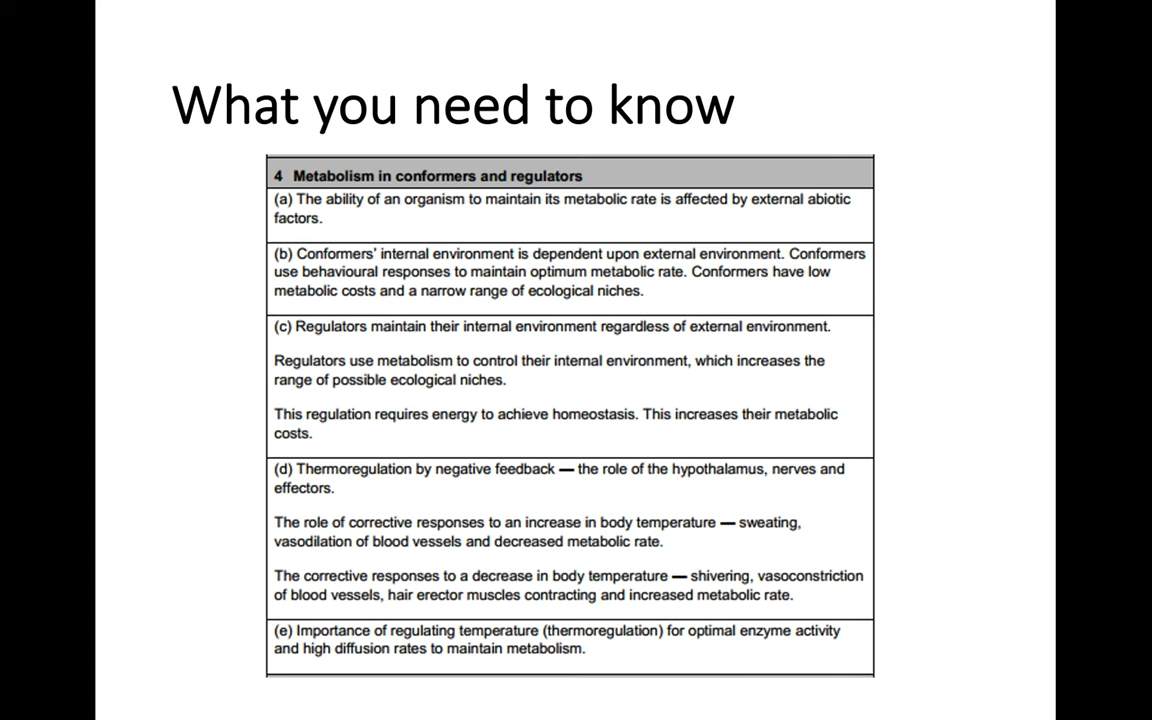 What you need to know
4 Metabolism in conformers and regulators
(a) The ability of an organism to maintain its metabolic rate is affected by external abiotic
factors.
(b) Conformers' internal environment is dependent upon external environment. Conformers
use behavioural responses to maintain optimum metabolic rate. Conformers have low
metabolic costs and a narrow range of ecological niches.
(c) Regulators maintain their internal environment regardless of external environment.
Regulators use metabolism to control their internal environment, which increases the
range of possible ecological niches.
This regulation requires energy to achieve homeostasis. This increases their metabolic
costs.
(d) Thermoregulation by negative feedback — the role of the hypothalamus, nerves and
effectors.
The role of corrective responses to an increase in body temperature — sweating,
vasodilation of blood vessels and decreased metabolic rate.
The corrective responses to a decrease in body temperature — shivering, vasoconstriction
of blood vessels, hair erector muscles contracting and increased metabolic rate.
(e) Importance of regulating temperature (thermoregulation) for optimal enzyme activity
and high diffusion rates to maintain metabolism.